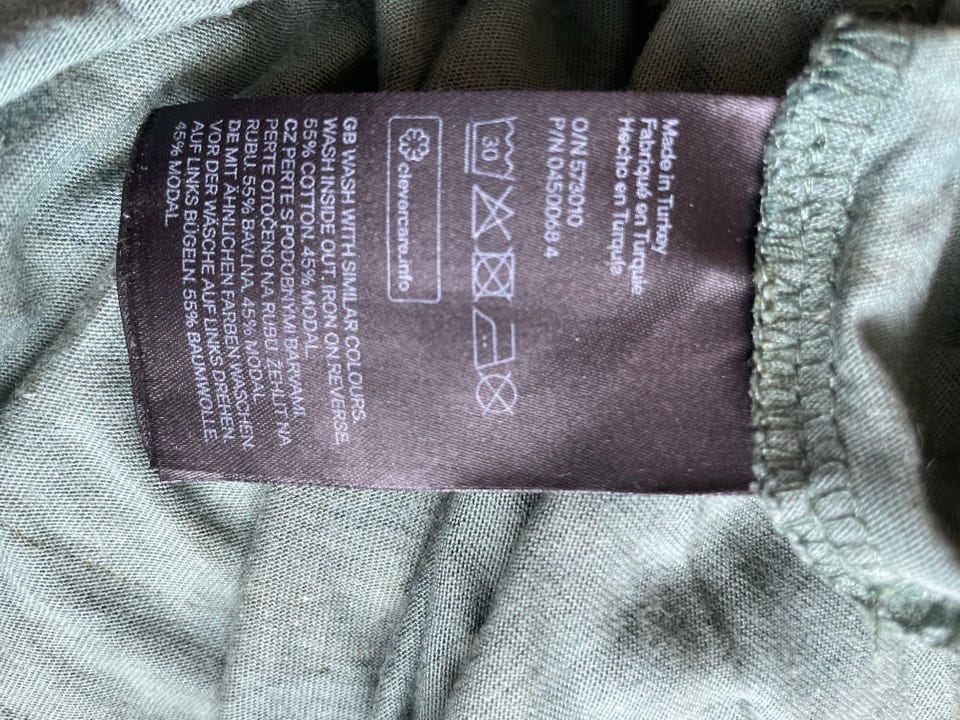 Made in Turkey
Fabriqué en Turquie
Hecho en Turquía
O/N 573010
P/N 0450068 4
30
clevercare.info
GB WASH WITH SIMILAR COLOURS.
WASH INSIDE OUT. IRON ON REVERSE.
55% COTTON. 45% MODAL
CZ PERTE S PODOBNÝMI BARVAMI.
PERTE OTOČENO NA RUBU. ŽEHLIT NA
RUBU. 55% BAVLNA. 45% MODAL
DE MIT ÄHNLICHEN FARBEN WASCHEN.
VOR DER WÄSCHE AUF LINKS DREHEN.
AUF LINKS BÜGELN. 55% BAUMWOLLE.
45% MODAL